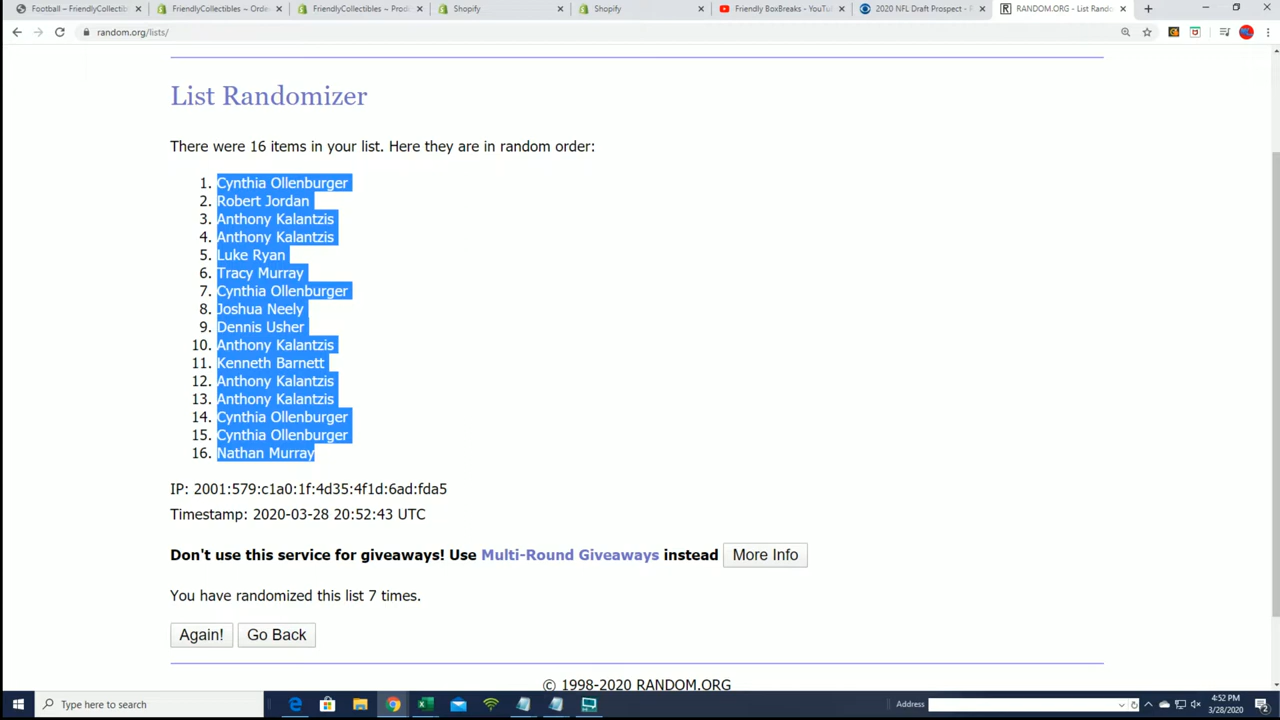 Football – FriendlyCollectib
FriendlyCollectibles ~ Orde
FriendlyCollectibles ~ Prod
Shopify
Shopify
Friendly BoxBreaks - YouTu
2020 NFL Draft Prospect -
RANDOM.ORG - List Rando
random.org/lists/
List Randomizer
There were 16 items in your list. Here they are in random order:
1. Cynthia Ollenburger
2. Robert Jordan
3. Anthony Kalantzis
4. Anthony Kalantzis
5. Luke Ryan
6. Tracy Murray
7. Cynthia Ollenburger
8. Joshua Neely
9. Dennis Usher
10. Anthony Kalantzis
11. Kenneth Barnett
12. Anthony Kalantzis
13. Anthony Kalantzis
14. Cynthia Ollenburger
15. Cynthia Ollenburger
16. Nathan Murray
IP: 2001:579:c1a0:1f:4d35:4f1d:6ad:fda5
Timestamp: 2020-03-28 20:52:43 UTC
Don't use this service for giveaways! Use Multi-Round Giveaways instead More Info
You have randomized this list 7 times.
Again! Go Back
© 1998-2020 RANDOM.ORG
Type here to search
Address
4:52 PM
3/28/2020
2